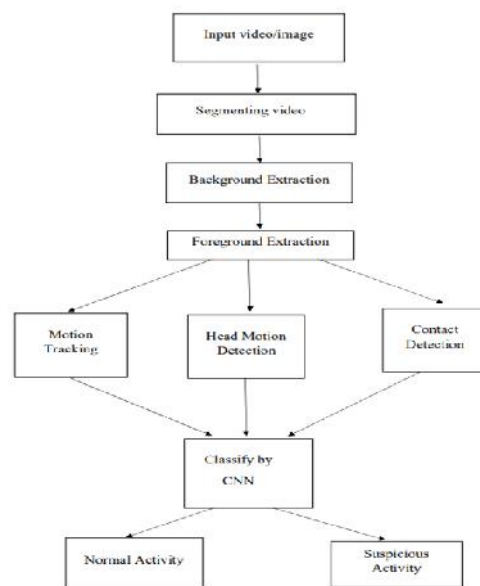 Input video/image
Segmenting video
Background Extraction
Foreground Extraction
Motion
Tracking
Head Motion
Detection
Contact
Detection
Classify by
CNN
Normal Activity
Suspicious
Activity